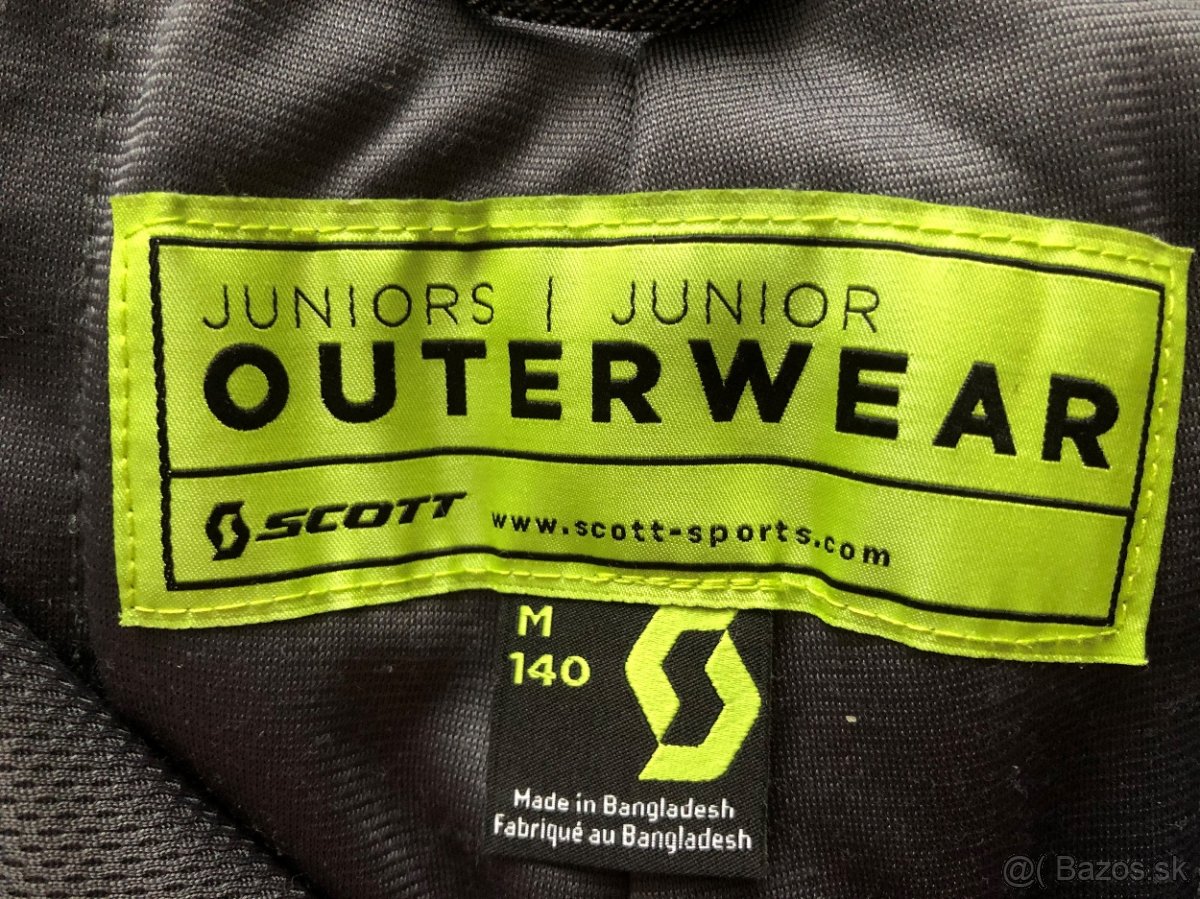 JUNIORS | JUNIOR
OUTERWEAR
SCOTT www.scott-sports.com
M
140
Made in Bangladesh
Fabriqué au Bangladesh
@( Bazos.sk